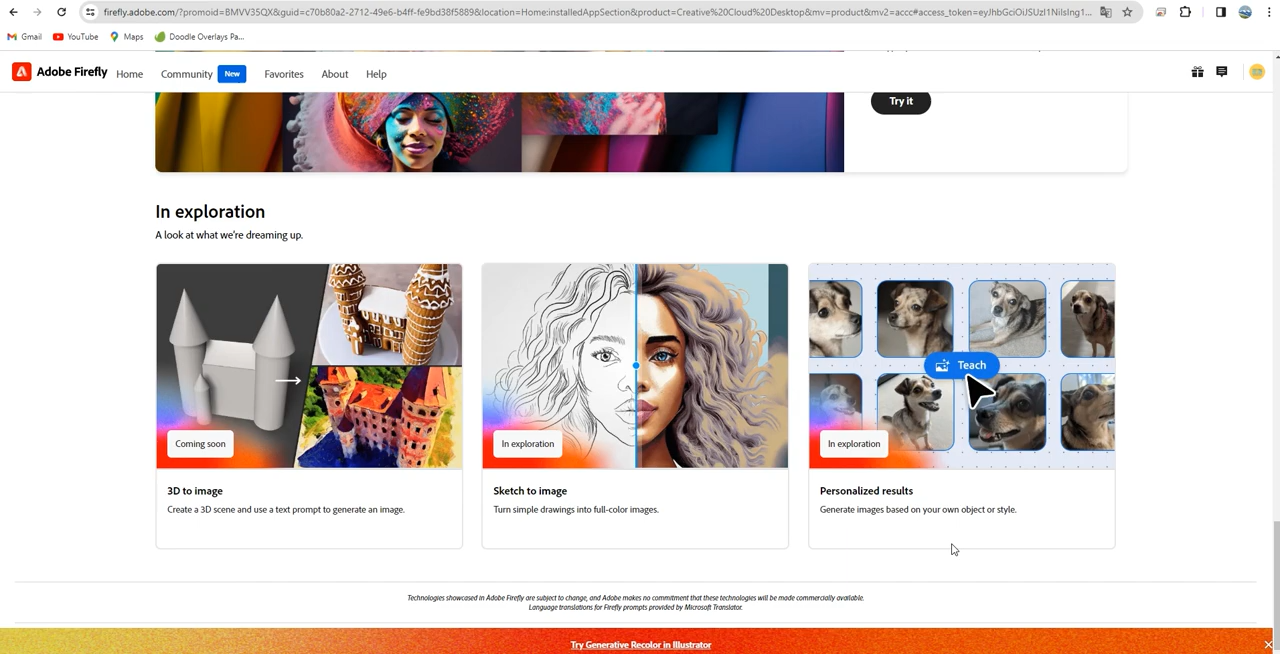 firefly.adobe.com/?promoid=BMVV35QX&guid=c70b80a2-2712-49e6-b4ff-fe9bd38f5889&location=Home:installedAppSection&product=Creative%20Cloud%20Desktop&mv=product&mv2=accc#access_token=eyJhbGciOiJSUzI1NiIsIng1...
Gmail YouTube Maps Doodle Overlays Pa...
Adobe Firefly Home Community New Favorites About Help
Try it
In exploration
A look at what we're dreaming up.
Teach
Coming soon In exploration In exploration
3D to image Sketch to image Personalized results
Create a 3D scene and use a text prompt to generate an image. Turn simple drawings into full-color images. Generate images based on your own object or style.
Technologies showcased in Adobe Firefly are subject to change, and Adobe makes no commitment that these technologies will be made commercially available.
Language translations for Firefly prompts provided by Microsoft Translator.
Try Generative Recolor in Illustrator